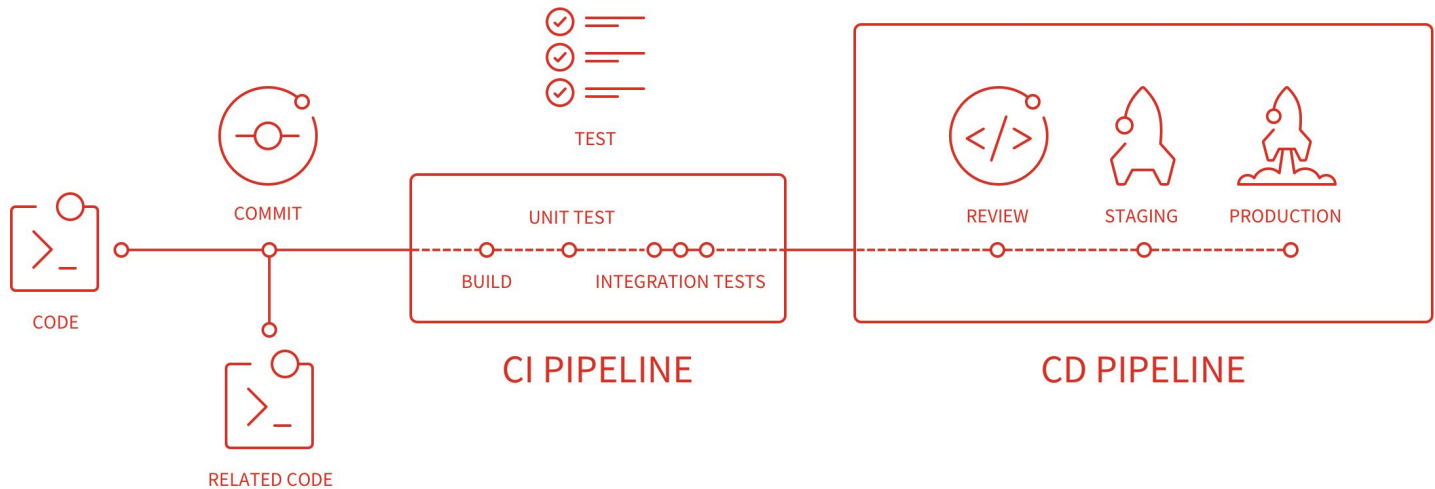 TEST
COMMIT
UNIT TEST
REVIEW
STAGING
PRODUCTION
BUILD
INTEGRATION TESTS
CODE
CI PIPELINE
CD PIPELINE
RELATED CODE